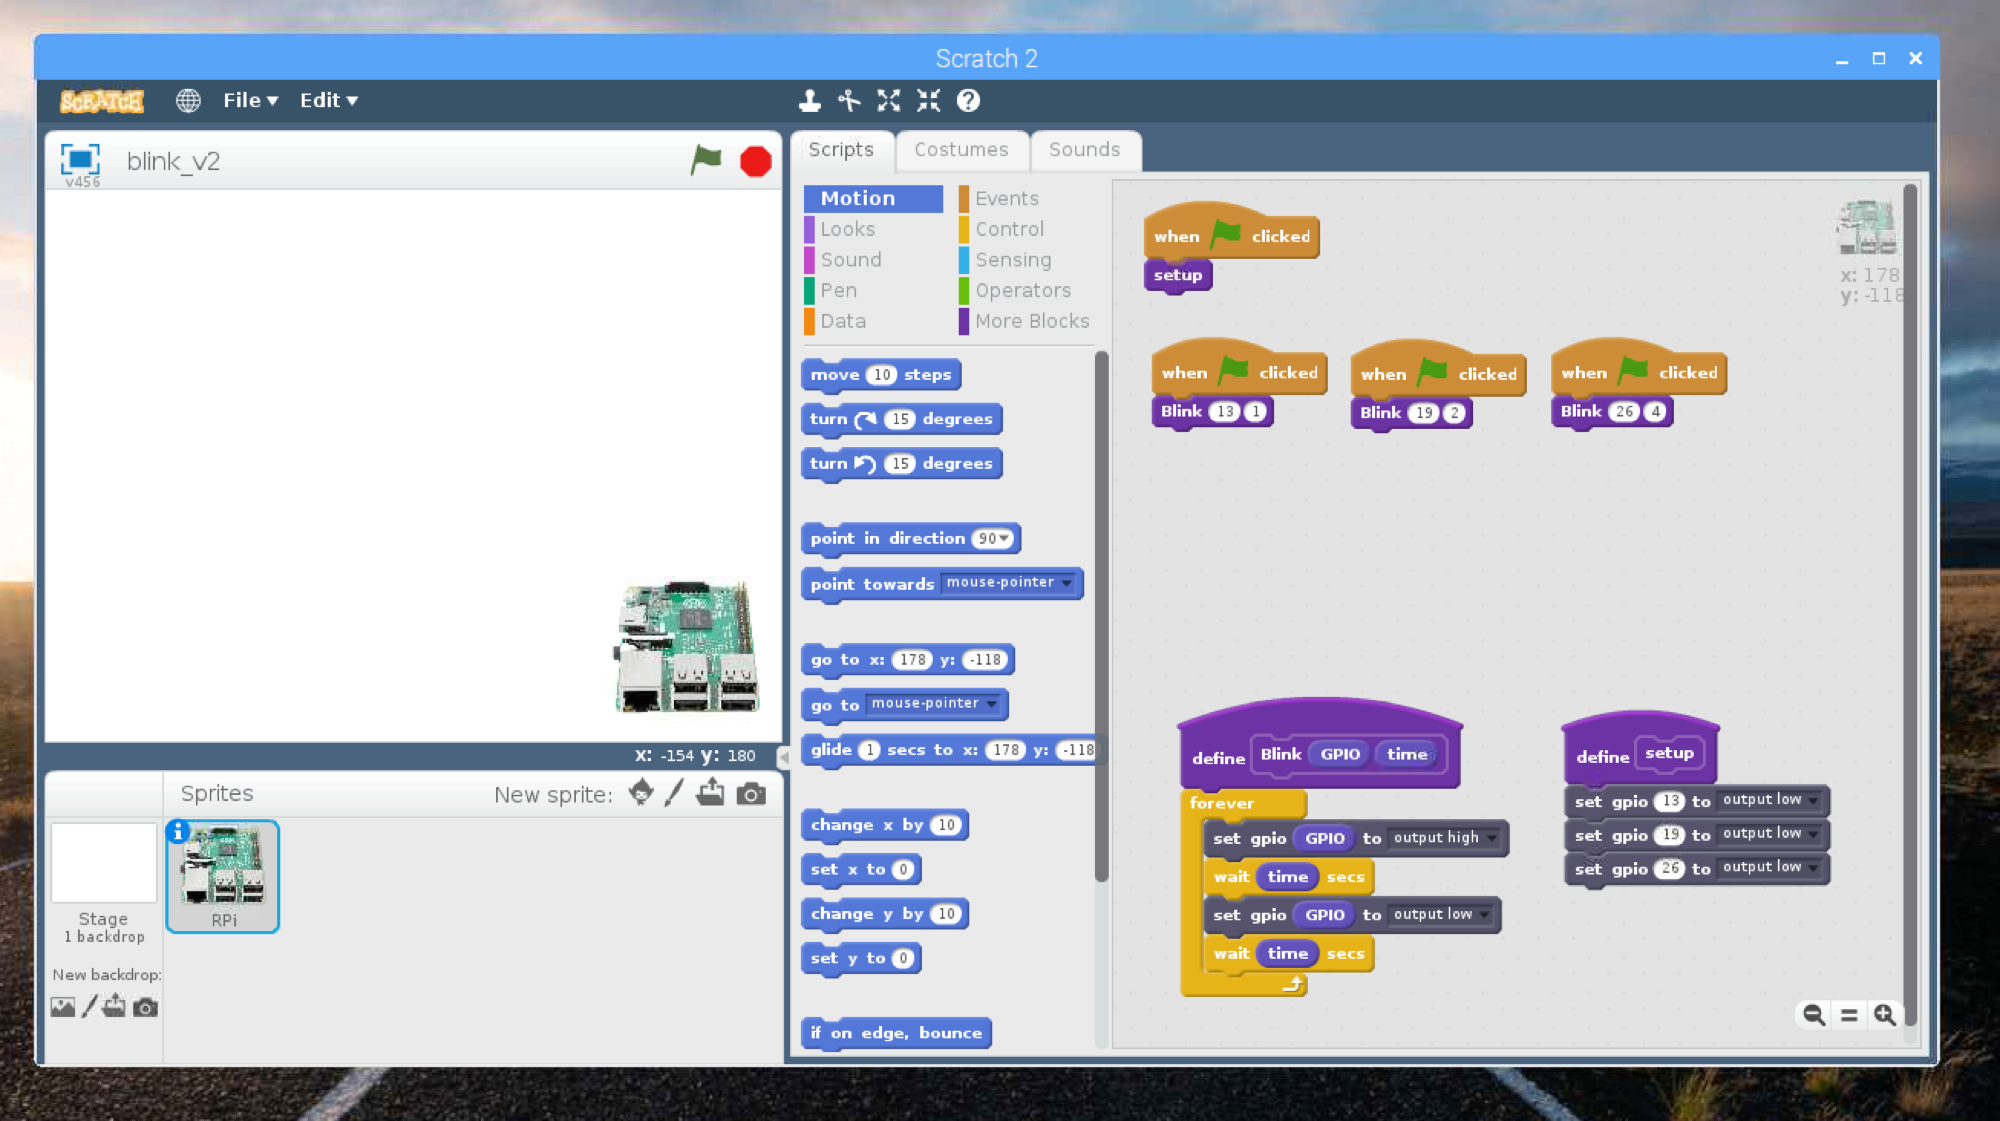 Scratch 2
SCRATCH
File ▾ Edit ▾
blink_v2
v456
x: -154 y: 180
Sprites
New sprite:
RPi
Stage
1 backdrop
New backdrop:
Scripts
Costumes
Sounds
Motion
Looks
Sound
Pen
Data
Events
Control
Sensing
Operators
More Blocks
move 10 steps
turn 15 degrees
turn 15 degrees
point in direction 90▾
point towards mouse-pointer
go to x: 178 y: -118
go to mouse-pointer
glide 1 secs to x: 178 y: -118
change x by 10
set x to 0
change y by 10
set y to 0
if on edge, bounce
when clicked
setup
x: 178
y: -118
when clicked
Blink 13 1
when clicked
Blink 19 2
when clicked
Blink 26 4
define Blink GPIO time
forever
set gpio GPIO to output high
wait time secs
set gpio GPIO to output low
wait time secs
define setup
set gpio 13 to output low
set gpio 19 to output low
set gpio 26 to output low